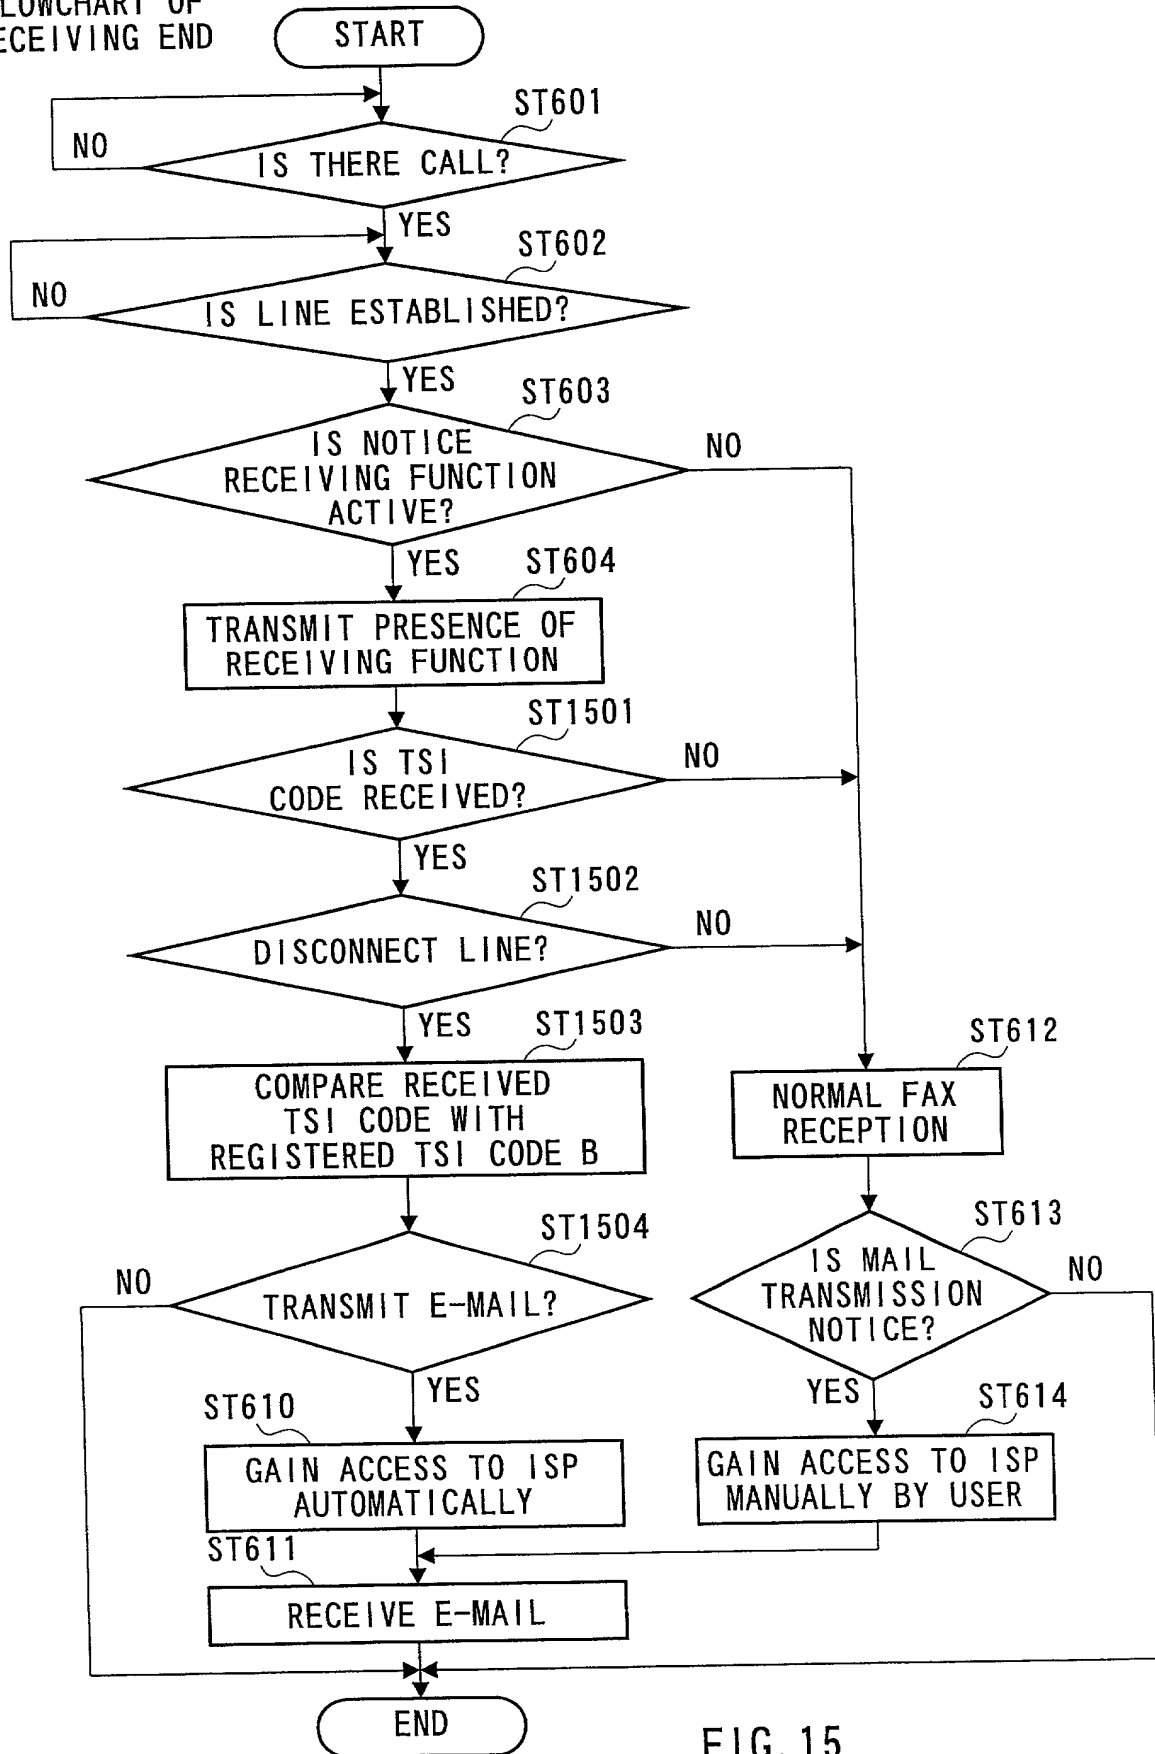 LOWCHART OF
ECEIVING END
START
ST601
NO
IS THERE CALL?
YES
ST602
NO
IS LINE ESTABLISHED?
YES
ST603
IS NOTICE
RECEIVING FUNCTION
ACTIVE?
NO
YES
ST604
TRANSMIT PRESENCE OF
RECEIVING FUNCTION
ST1501
IS TSI
CODE RECEIVED?
NO
YES
ST1502
DISCONNECT LINE?
NO
YES
ST1503
COMPARE RECEIVED
TSI CODE WITH
REGISTERED TSI CODE B
ST612
NORMAL FAX
RECEPTION
ST1504
NO
TRANSMIT E-MAIL?
YES
ST613
IS MAIL
TRANSMISSION
NOTICE?
NO
YES
ST610
GAIN ACCESS TO ISP
AUTOMATICALLY
ST614
GAIN ACCESS TO ISP
MANUALLY BY USER
ST611
RECEIVE E-MAIL
END
FIG. 15